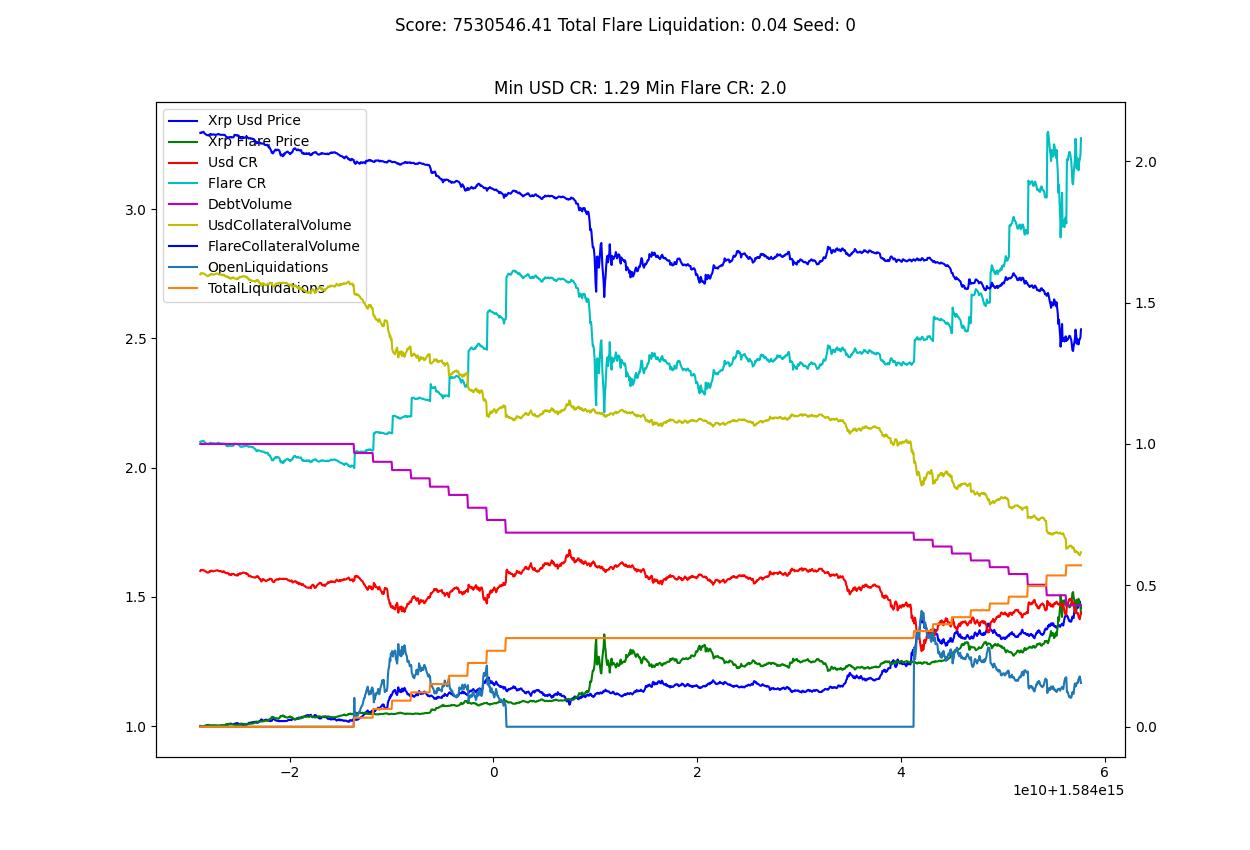 Score: 7530546.41 Total Flare Liquidation: 0.04 Seed: 0
Min USD CR: 1.29 Min Flare CR: 2.0
Xrp Usd Price
Xrp Flare Price
Usd CR
Flare CR
DebtVolume
UsdCollateralVolume
FlareCollateralVolume
OpenLiquidations
TotalLiquidations
3.0
2.5
2.0
1.5
1.0
2.0
1.5
1.0
0.5
0.0
−2
0
2
4
6
1e10+1.584e15